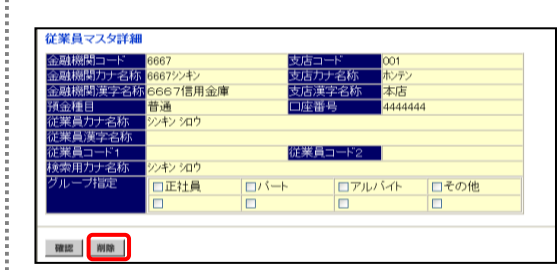 従業員マスタ詳細
金融機関コード 6667 支店コード 001
金融機関カナ名称 6667シンキン 支店カナ名称 ホンテン
金融機関漢字名称 6667信用金庫 支店漢字名称 本店
預金種目 普通 口座番号 4444444
従業員カナ名称 シンキン シロウ
従業員漢字名称
従業員コード1 従業員コード2
検索用カナ名称 シンキン シロウ
グループ指定 正社員 パート アルバイト その他
確認 削除